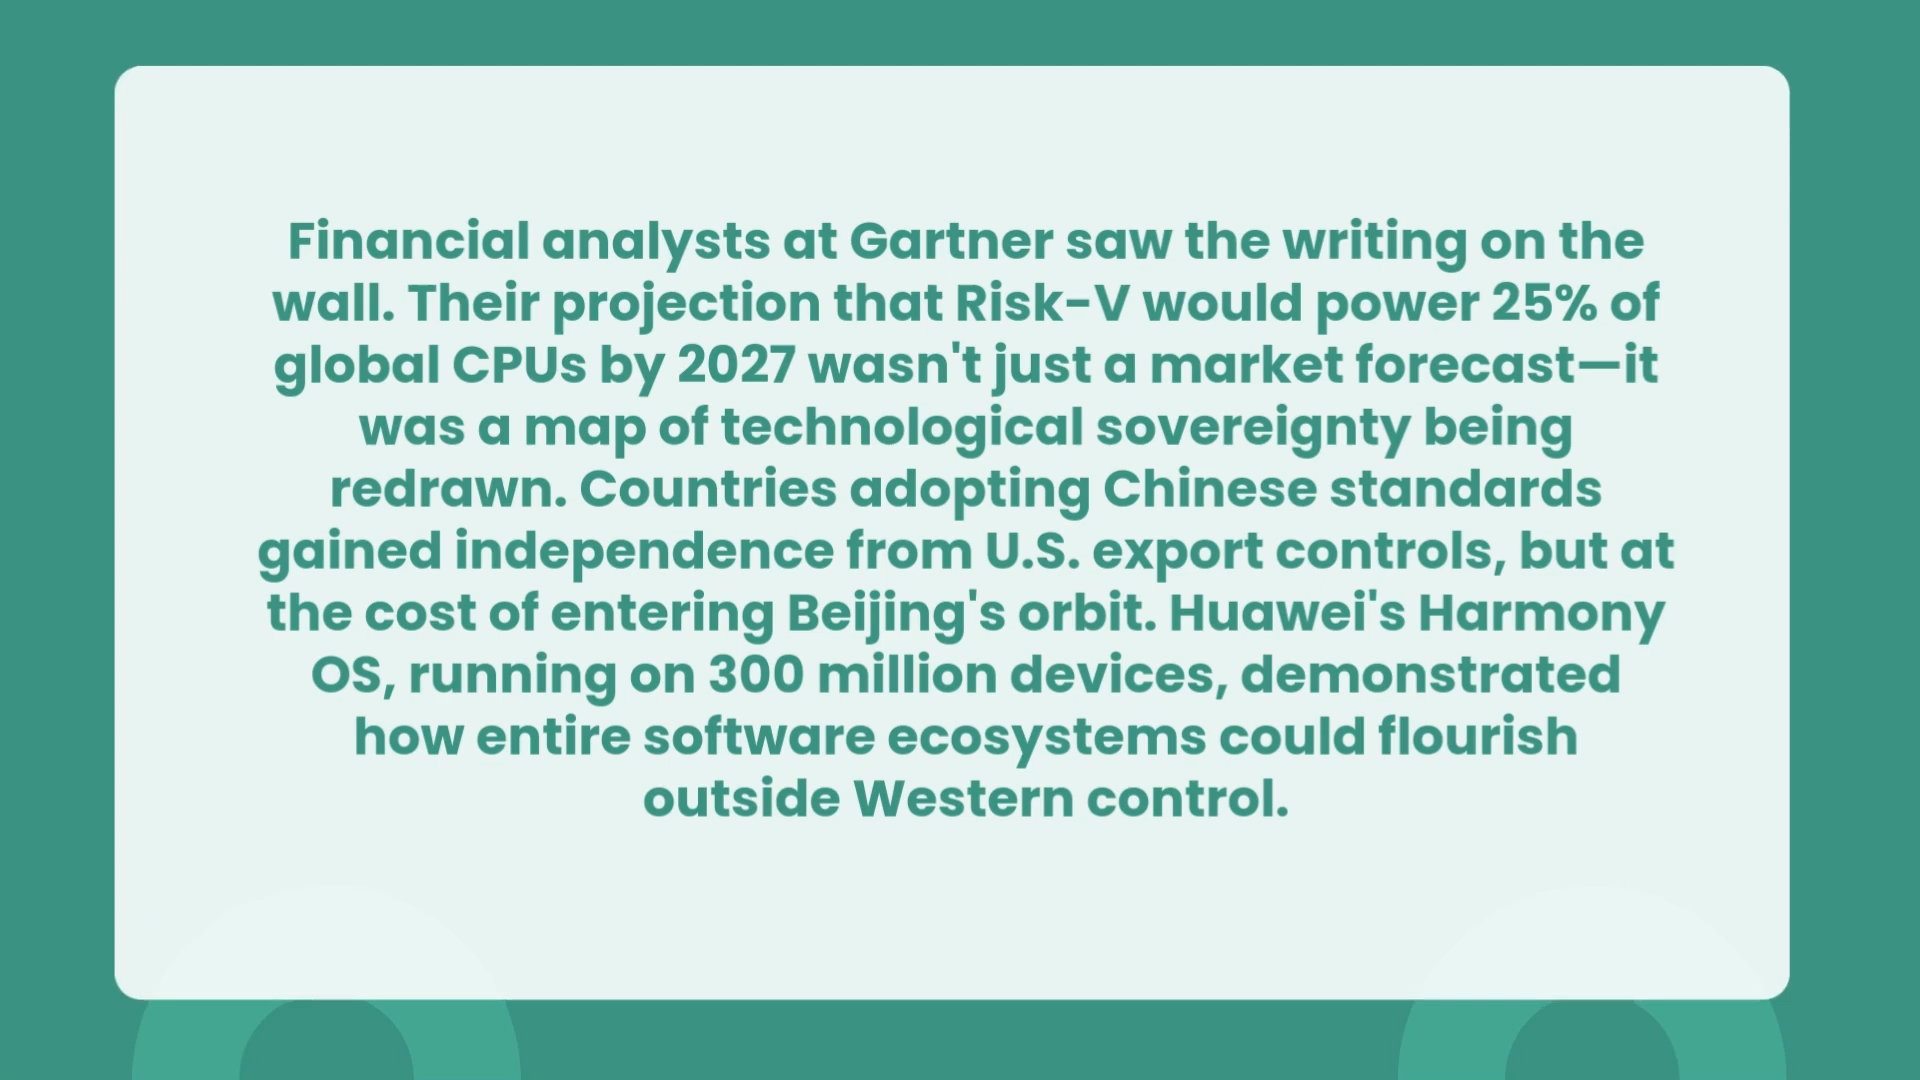 Financial analysts at Gartner saw the writing on the
wall. Their projection that Risk-V would power 25% of
global CPUs by 2027 wasn't just a market forecast—it
was a map of technological sovereignty being
redrawn. Countries adopting Chinese standards
gained independence from U.S. export controls, but at
the cost of entering Beijing's orbit. Huawei's Harmony
OS, running on 300 million devices, demonstrated
how entire software ecosystems could flourish
outside Western control.